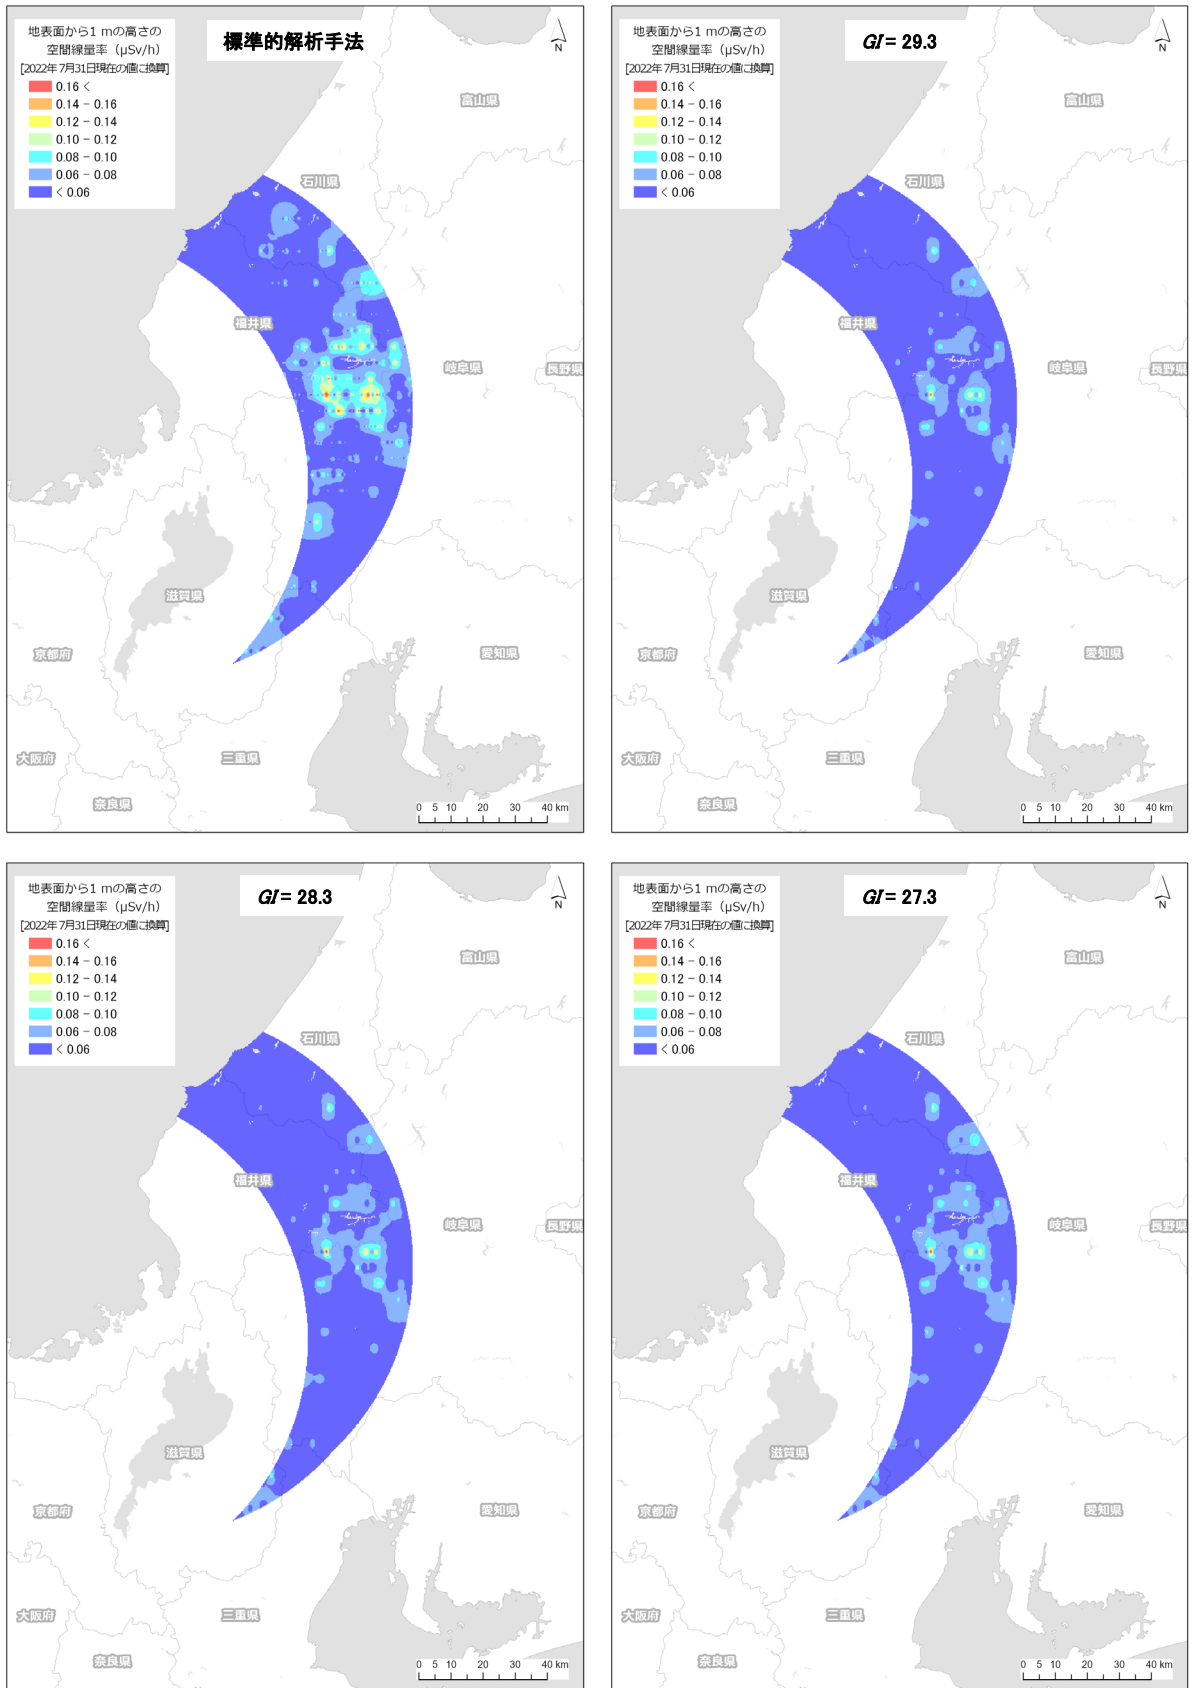 地表面から1 mの高さの
空間線量率（μSv/h）
[2022年 7月31日現在の値に換算]
0.16 <
0.14 - 0.16
0.12 - 0.14
0.10 - 0.12
0.08 - 0.10
0.06 - 0.08
< 0.06
標準的解析手法
N
富山県
石川県
福井県
岐阜県
長野県
滋賀県
京都府
愛知県
大阪府
三重県
奈良県
0 5 10 20 30 40 km
地表面から1 mの高さの
空間線量率（μSv/h）
[2022年 7月31日現在の値に換算]
0.16 <
0.14 - 0.16
0.12 - 0.14
0.10 - 0.12
0.08 - 0.10
0.06 - 0.08
< 0.06
GI = 29.3
N
富山県
石川県
福井県
岐阜県
長野県
滋賀県
京都府
愛知県
大阪府
三重県
奈良県
0 5 10 20 30 40 km
地表面から1 mの高さの
空間線量率（μSv/h）
[2022年 7月31日現在の値に換算]
0.16 <
0.14 - 0.16
0.12 - 0.14
0.10 - 0.12
0.08 - 0.10
0.06 - 0.08
< 0.06
GI = 28.3
N
富山県
石川県
福井県
岐阜県
長野県
滋賀県
京都府
愛知県
大阪府
三重県
奈良県
0 5 10 20 30 40 km
地表面から1 mの高さの
空間線量率（μSv/h）
[2022年 7月31日現在の値に換算]
0.16 <
0.14 - 0.16
0.12 - 0.14
0.10 - 0.12
0.08 - 0.10
0.06 - 0.08
< 0.06
GI = 27.3
N
富山県
石川県
福井県
岐阜県
長野県
滋賀県
京都府
愛知県
大阪府
三重県
奈良県
0 5 10 20 30 40 km